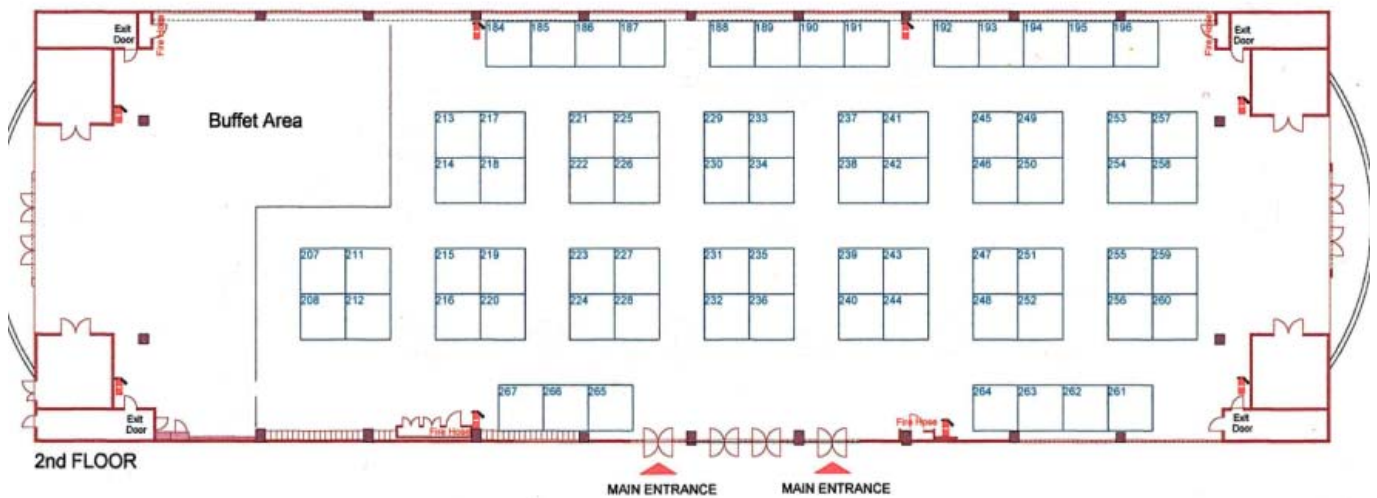 Exit
Door
Fire Hose
184 185 186 187 188 189 190 191 192 193 194 195 196
Fire Hose
Exit
Door
Buffet Area
213 217 221 225 229 233 237 241 245 249 253 257
214 218 222 226 230 234 238 242 246 250 254 258
207 211 215 219 223 227 231 235 239 243 247 251 255 259
208 212 216 220 224 228 232 236 240 244 248 252 256 260
267 266 265 264 263 262 261
Exit
Door
Fire Hose
Fire Hose
Exit
Door
2nd FLOOR
MAIN ENTRANCE MAIN ENTRANCE